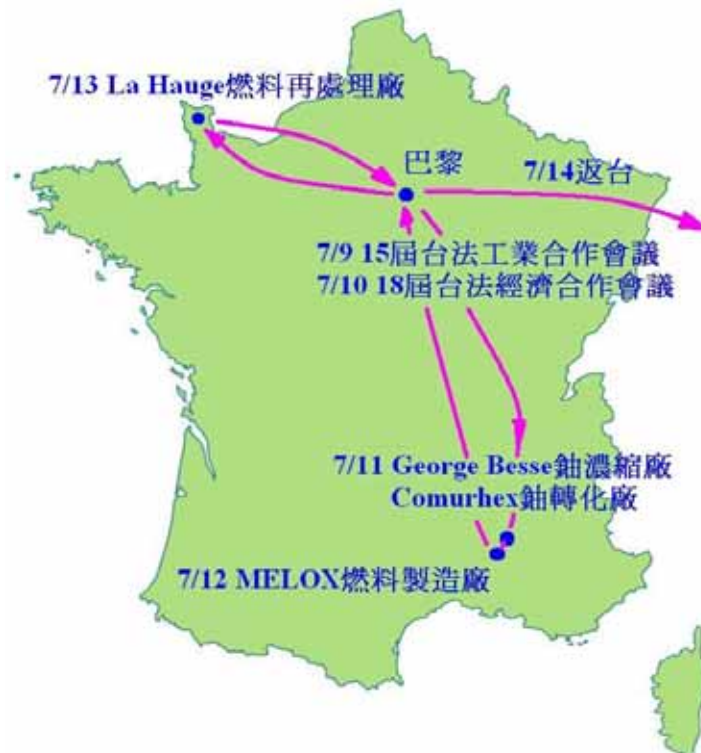 7/13 La Hauge燃料再處理廠
巴黎
7/14返台
7/9 15屆台法工業合作會議
7/10 18屆台法經濟合作會議
7/11 George Besse鈾濃縮廠
Comurhex鈾轉化廠
7/12 MELOX燃料製造廠